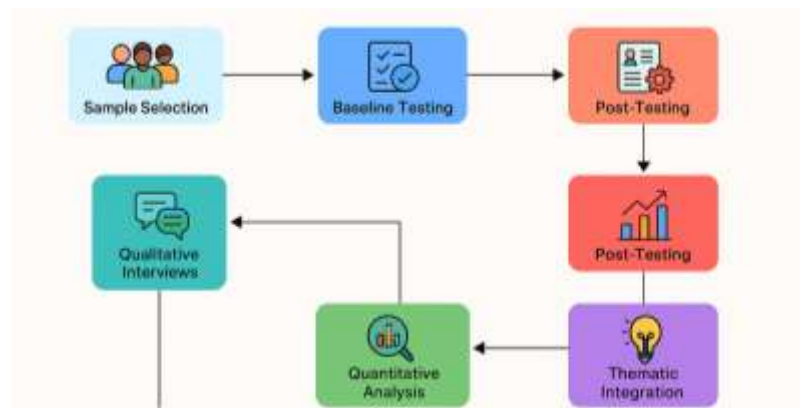 Sample Selection
Baseline Testing
Post-Testing
Post-Testing
Qualitative
Interviews
Quantitative
Analysis
Thematic
Integration